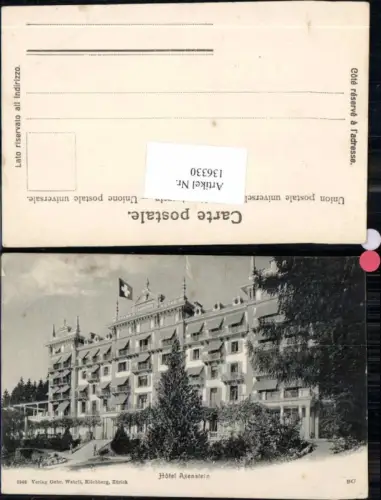 Côté réservé à l'adresse.
Lato riservato all indirizzo.
Artikel Nr.
136330
Union postale universelle. — Unione postale universale.
Carte postale.
Hôtel Axenstein
Verlag Gebr. Wehrli, Kilchberg, Zürich